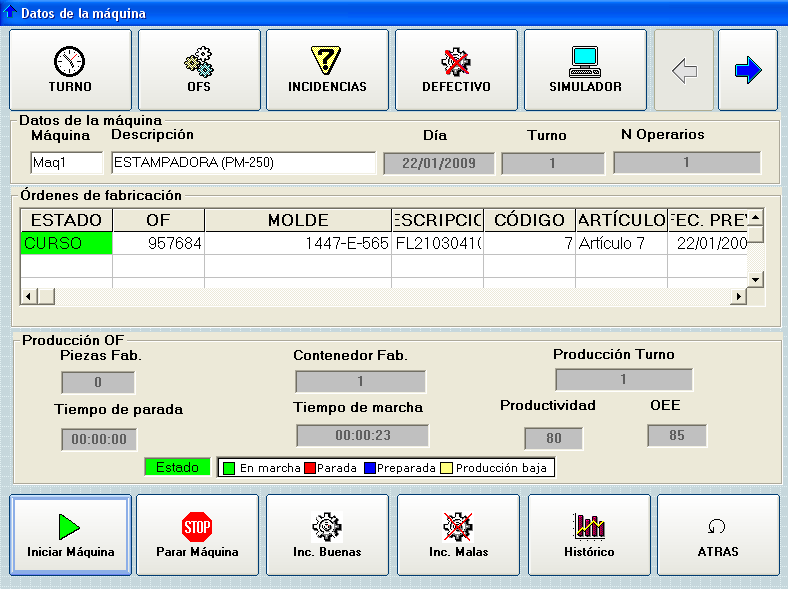 Datos de la máquina
TURNO
OFS
INCIDENCIAS
DEFECTIVO
SIMULADOR
Datos de la máquina
Máquina Descripción Día Turno N Operarios
Maq1 ESTAMPADORA (PM-250) 22/01/2009 1 1
Órdenes de fabricación
ESTADO OF MOLDE ESCRIPCIC CÓDIGO ARTÍCULO FEC. PREV
CURSO 957684 1447-E-565 FL2103041( 7 Artículo 7 22/01/200
Producción OF
Piezas Fab. Contenedor Fab. Producción Turno
0 1 1
Tiempo de parada Tiempo de marcha Productividad OEE
00:00:00 00:00:23 80 85
Estado En marcha Parada Preparada Producción baja
STOP
Iniciar Máquina Parar Máquina Inc. Buenas Inc. Malas Histórico ATRAS